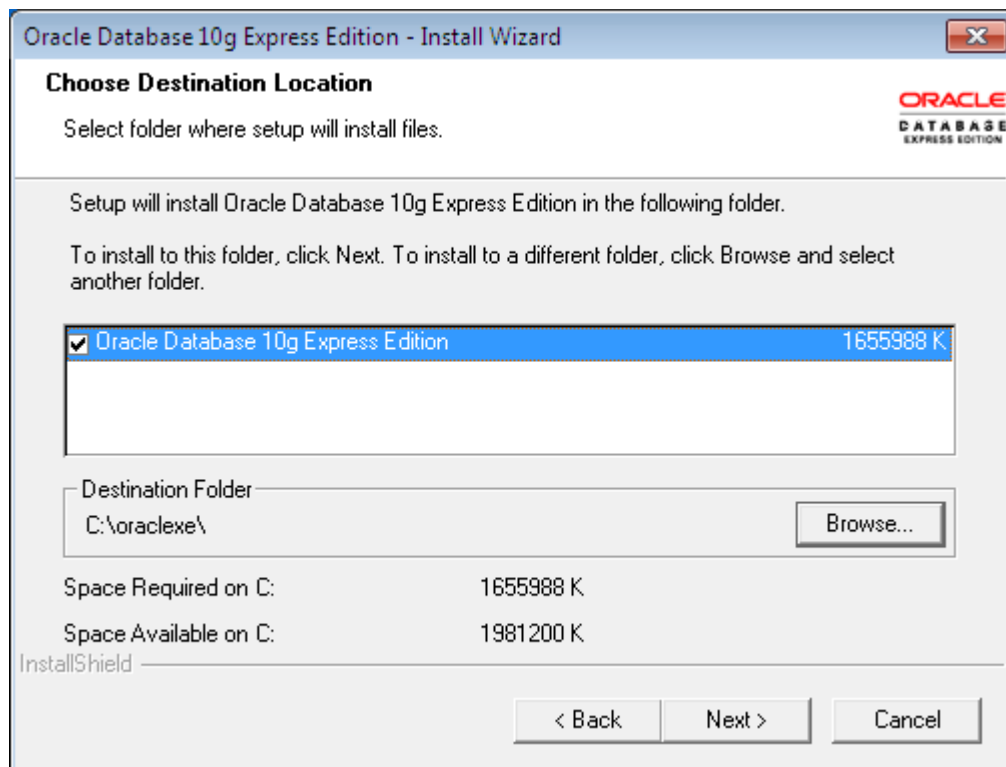 Oracle Database 10g Express Edition - Install Wizard
Choose Destination Location
Select folder where setup will install files.
ORACLE
DATABASE
EXPRESS EDITION
Setup will install Oracle Database 10g Express Edition in the following folder.
To install to this folder, click Next. To install to a different folder, click Browse and select
another folder.
Oracle Database 10g Express Edition 1655988 K
Destination Folder
C:\oraclexe\
Browse...
Space Required on C: 1655988 K
Space Available on C: 1981200 K
InstallShield
< Back Next > Cancel